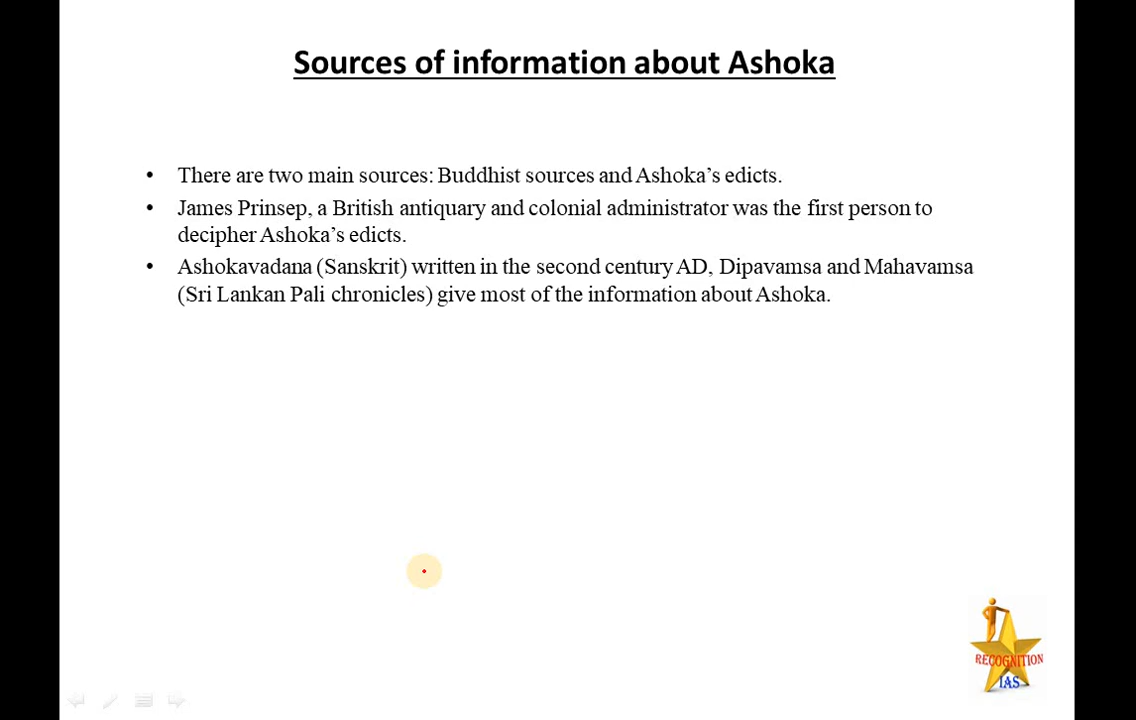 Sources of information about Ashoka
• There are two main sources: Buddhist sources and Ashoka’s edicts.
• James Prinsep, a British antiquary and colonial administrator was the first person to
decipher Ashoka’s edicts.
• Ashokavadana (Sanskrit) written in the second century AD, Dipavamsa and Mahavamsa
(Sri Lankan Pali chronicles) give most of the information about Ashoka.
RECOGNITION
IAS